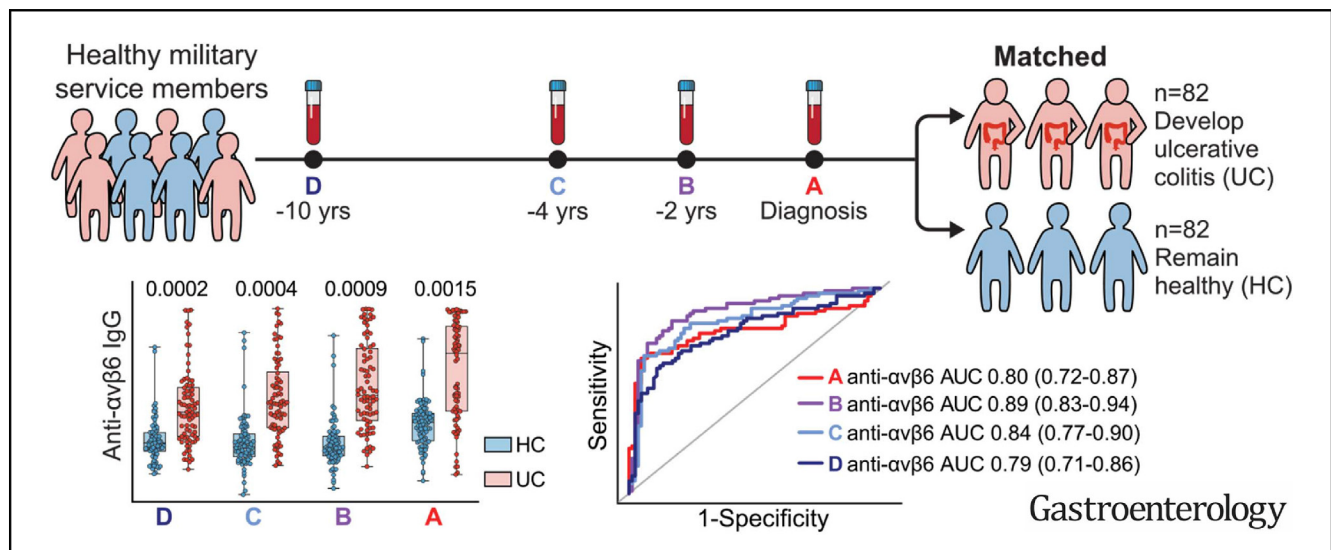 Healthy military
service members
D
-10 yrs
C
-4 yrs
B
-2 yrs
A
Diagnosis
Matched
n=82
Develop
ulcerative
colitis (UC)
n=82
Remain
healthy (HC)
Anti-αvβ6 IgG
0.0002 0.0004 0.0009 0.0015
D C B A
HC
UC
Sensitivity
1-Specificity
A anti-αvβ6 AUC 0.80 (0.72-0.87)
B anti-αvβ6 AUC 0.89 (0.83-0.94)
C anti-αvβ6 AUC 0.84 (0.77-0.90)
D anti-αvβ6 AUC 0.79 (0.71-0.86)
Gastroenterology